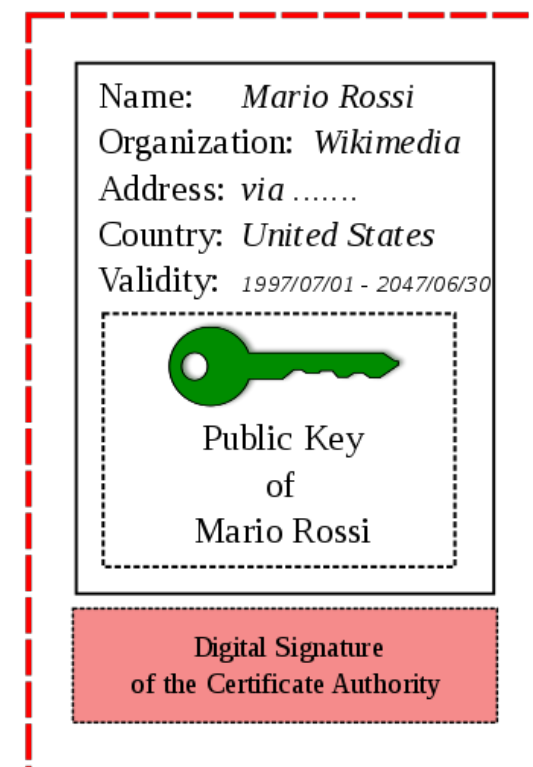 Name: Mario Rossi
Organization: Wikimedia
Address: via .......
Country: United States
Validity: 1997/07/01 - 2047/06/30
Public Key
of
Mario Rossi
Digital Signature
of the Certificate Authority